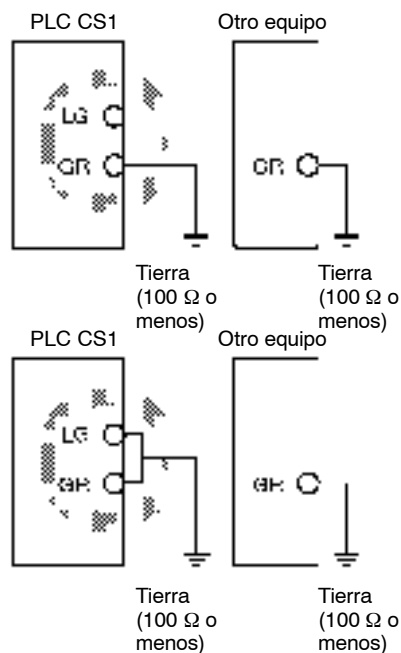 PLC CS1
Otro equipo
LG
GR
GR
Tierra
(100 Ω o
menos)
Tierra
(100 Ω o
menos)
PLC CS1
Otro equipo
LG
GR
GR
Tierra
(100 Ω o
menos)
Tierra
(100 Ω o
menos)